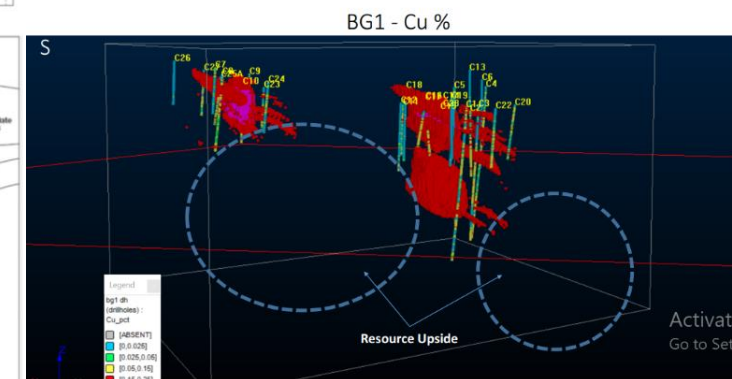 BG1 - Cu %
S
C26
C9
C24
C23
C10
C13
C6
C5
C4
C18
C22
C20
Resource Upside
Legend
bg1 dh
(drillholes) :
Cu_pct
[ABSENT]
[0,0.025]
[0.025,0.05]
[0.05,0.15]
Activat
Go to Set